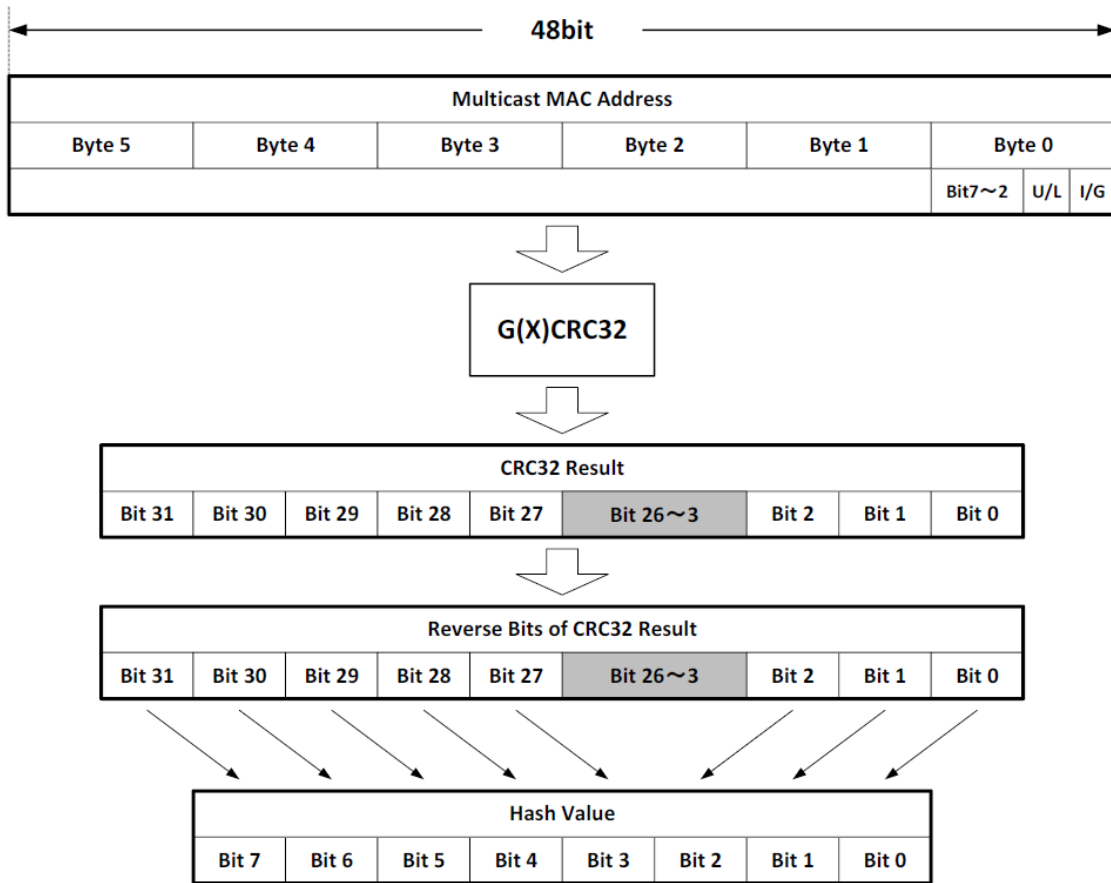 48bit
Multicast MAC Address
Byte 5 Byte 4 Byte 3 Byte 2 Byte 1 Byte 0
Bit7～2 U/L I/G
G(X)CRC32
CRC32 Result
Bit 31 Bit 30 Bit 29 Bit 28 Bit 27 Bit 26～3 Bit 2 Bit 1 Bit 0
Reverse Bits of CRC32 Result
Bit 31 Bit 30 Bit 29 Bit 28 Bit 27 Bit 26～3 Bit 2 Bit 1 Bit 0
Hash Value
Bit 7 Bit 6 Bit 5 Bit 4 Bit 3 Bit 2 Bit 1 Bit 0